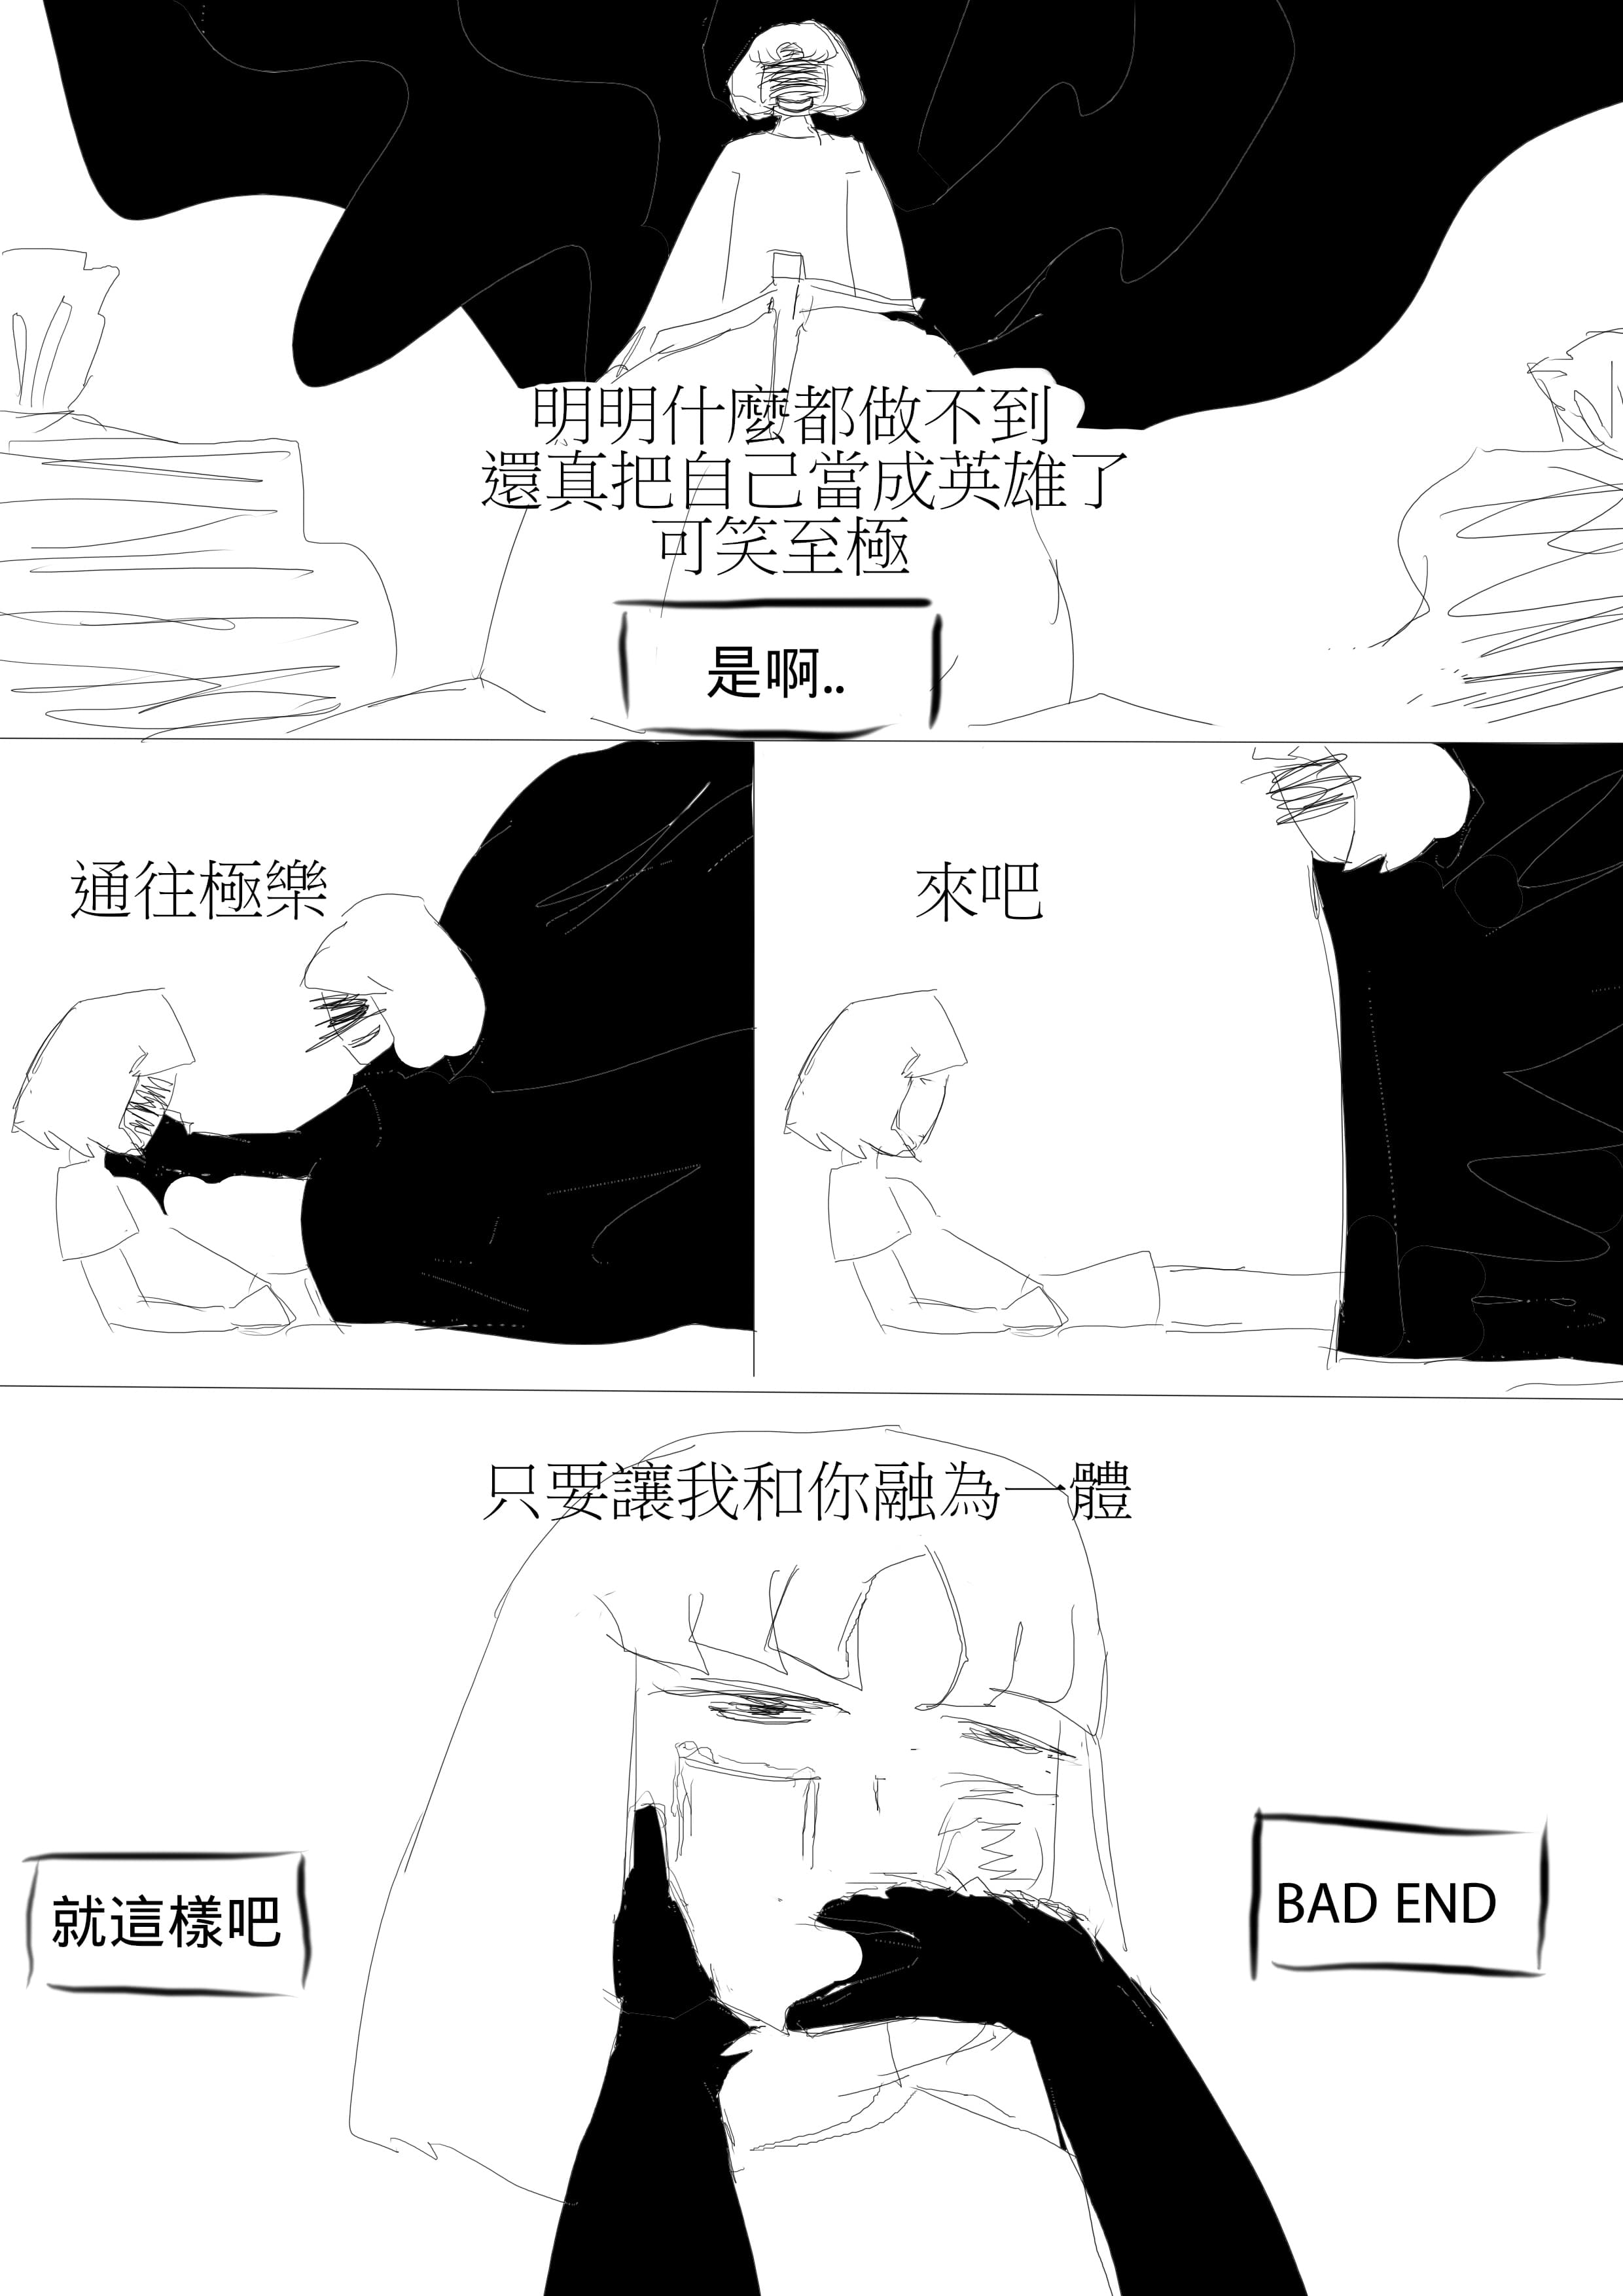 明明什麼都做不到
還真把自己當成英雄了
可笑至極
是啊..
來吧
通往極樂
只要讓我和你融為一體
BAD END
就這樣吧